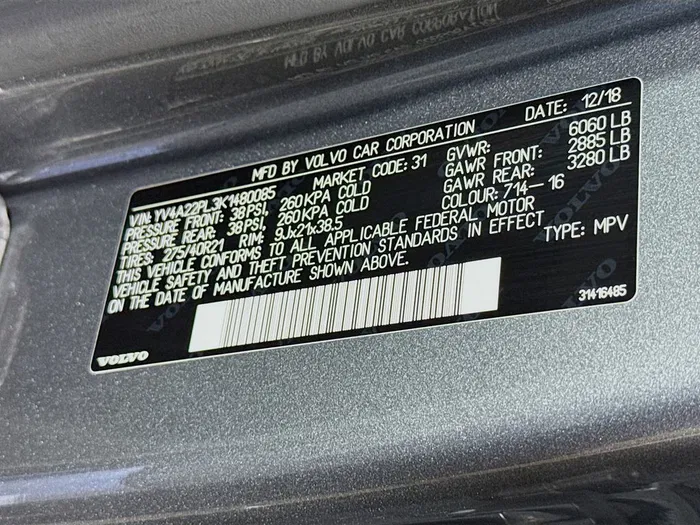 MFD BY VOLVO CAR CORPORATION DATE: 12/18
VIN: YV4A22PL3K1480085 MARKET CODE: 31 GVWR: 6060 LB
PRESSURE FRONT: 38 PSI, 260 KPA COLD GAWR FRONT: 2885 LB
PRESSURE REAR: 38 PSI, 260 KPA COLD GAWR REAR: 3280 LB
TIRES: 275/40R21 RIM: 9Jx21x38.5 COLOUR: 714-16
THIS VEHICLE CONFORMS TO ALL APPLICABLE FEDERAL MOTOR
VEHICLE SAFETY AND THEFT PREVENTION STANDARDS IN EFFECT
ON THE DATE OF MANUFACTURE SHOWN ABOVE. TYPE: MPV
VOLVO 31416485